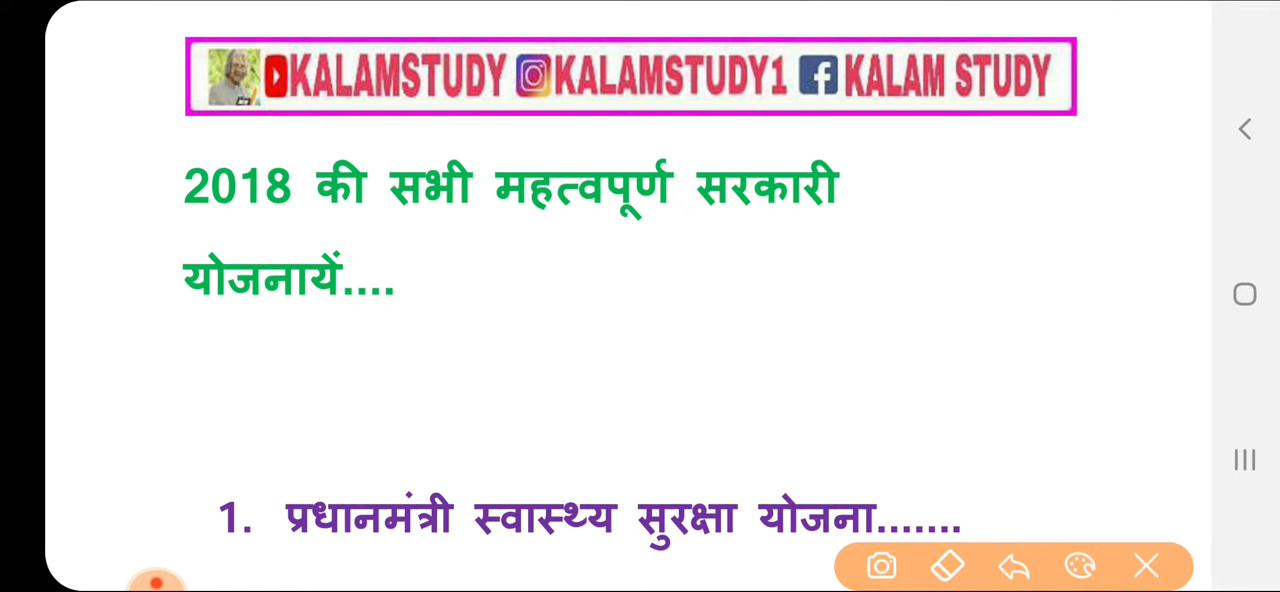 KALAMSTUDY KALAMSTUDY1 KALAM STUDY
2018 की सभी महत्वपूर्ण सरकारी
योजनायें....
1. प्रधानमंत्री स्वास्थ्य सुरक्षा योजना.......